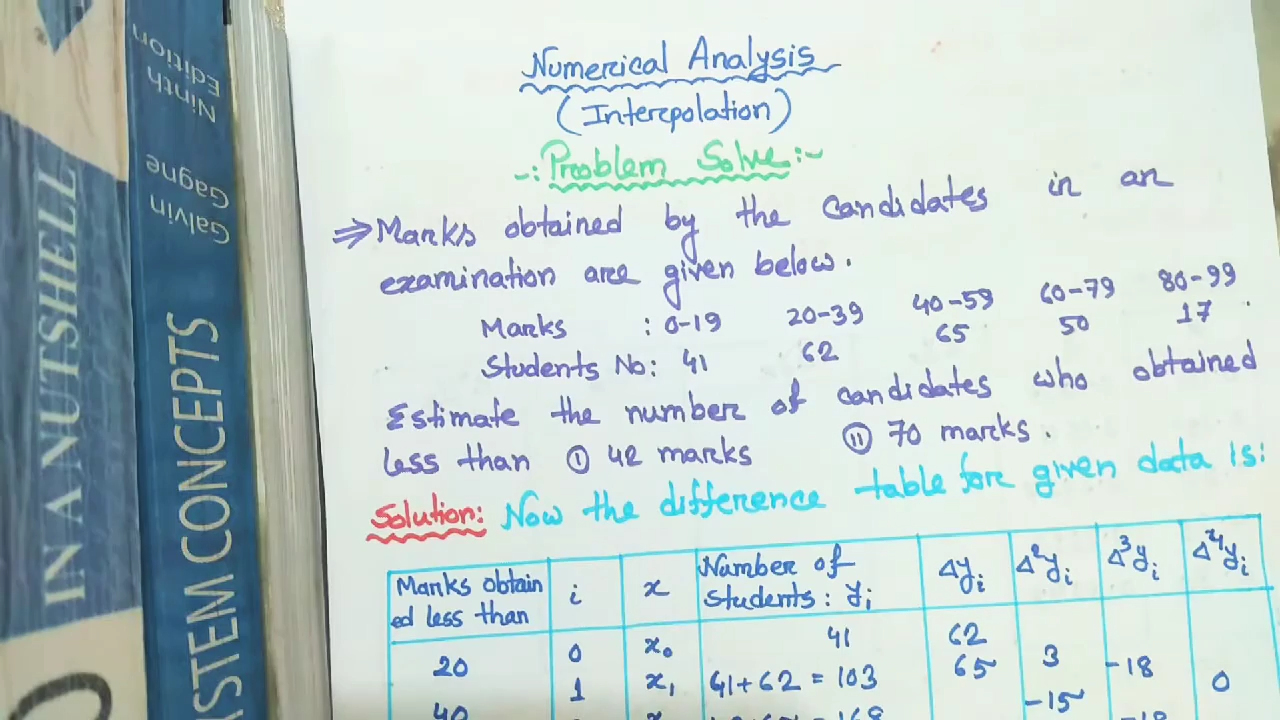 IN A NUTSHELL
SYSTEM CONCEPTS
Galvin
Gagne
Ninth
Edition
Numerical Analysis
(Interpolation)
-: Problem Solve :-
⇒ Marks obtained by the candidates in an
examination are given below.
Marks : 0-19 20-39 40-59 60-79 80-99
Students No: 41 62 65 50 17
Estimate the number of candidates who obtained
less than (i) 42 marks (ii) 70 marks.
Solution: Now the difference table for given data is:
Marks obtain
ed less than
i
x
Number of
students: yi
Δyi
Δ²yi
Δ³yi
Δ⁴yi
20 0 x₀ 41 62 3 -18 0
40 1 x₁ 41+62 = 103 65 -15